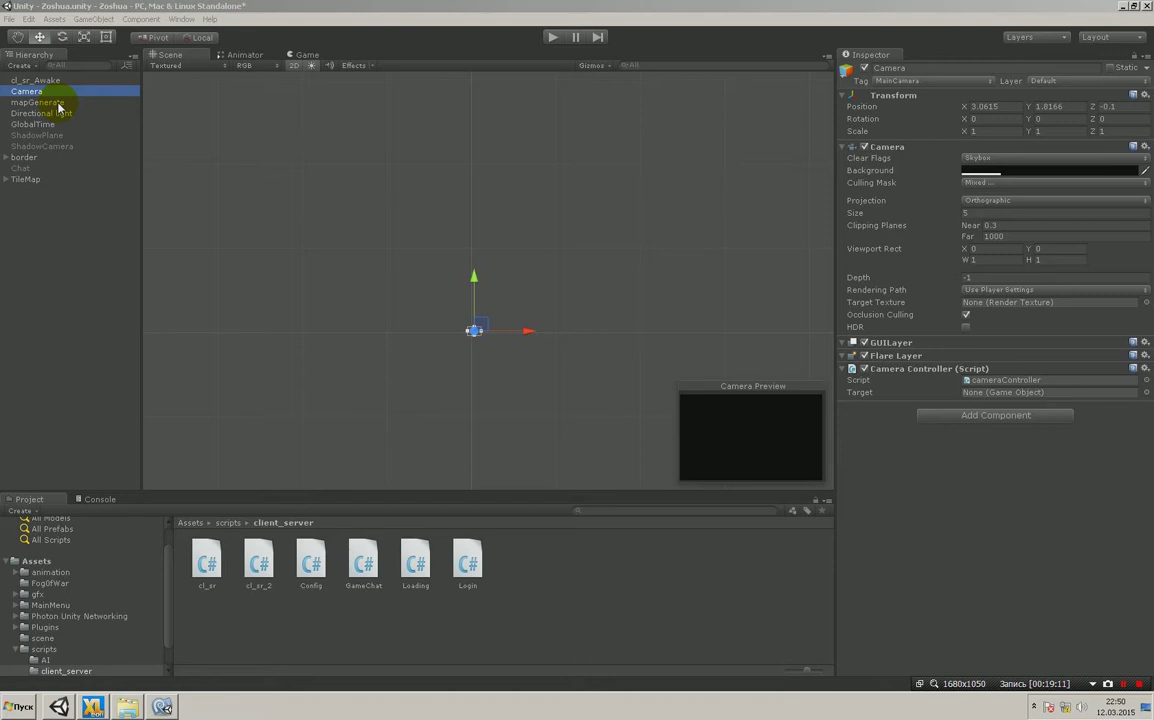 Unity - Zoshua.unity - Zoshua - PC, Mac & Linux Standalone*
File Edit Assets GameObject Component Window Help
Pivot Local Layers Layout
Hierarchy
Create All
cl_sr_Awake
Camera
mapGenerate
Directional light
GlobalTime
ShadowPlane
ShadowCamera
border
Chat
TileMap
Scene Animator Game
Textured RGB 2D Effects Gizmos All
Camera Preview
Inspector
Camera Static
Tag MainCamera Layer Default
Transform
Position X 3.0615 Y 1.8166 Z -0.1
Rotation X 0 Y 0 Z 0
Scale X 1 Y 1 Z 1
Camera
Clear Flags Skybox
Background
Culling Mask Mixed ...
Projection Orthographic
Size 5
Clipping Planes Near 0.3
Far 1000
Viewport Rect X 0 Y 0
W 1 H 1
Depth -1
Rendering Path Use Player Settings
Target Texture None (Render Texture)
Occlusion Culling
HDR
GUILayer
Flare Layer
Camera Controller (Script)
Script cameraController
Target None (Game Object)
Add Component
Project Console
Create
All Models
All Prefabs
All Scripts
Assets
animation
FogOfWar
gfx
MainMenu
Photon Unity Networking
Plugins
scene
scripts
AI
client_server
Assets scripts client_server
C# C# C# C# C# C#
cl_sr cl_sr_2 Config GameChat Loading Login
1680x1050 Запись [00:19:11]
Пуск
22:50
12.03.2015